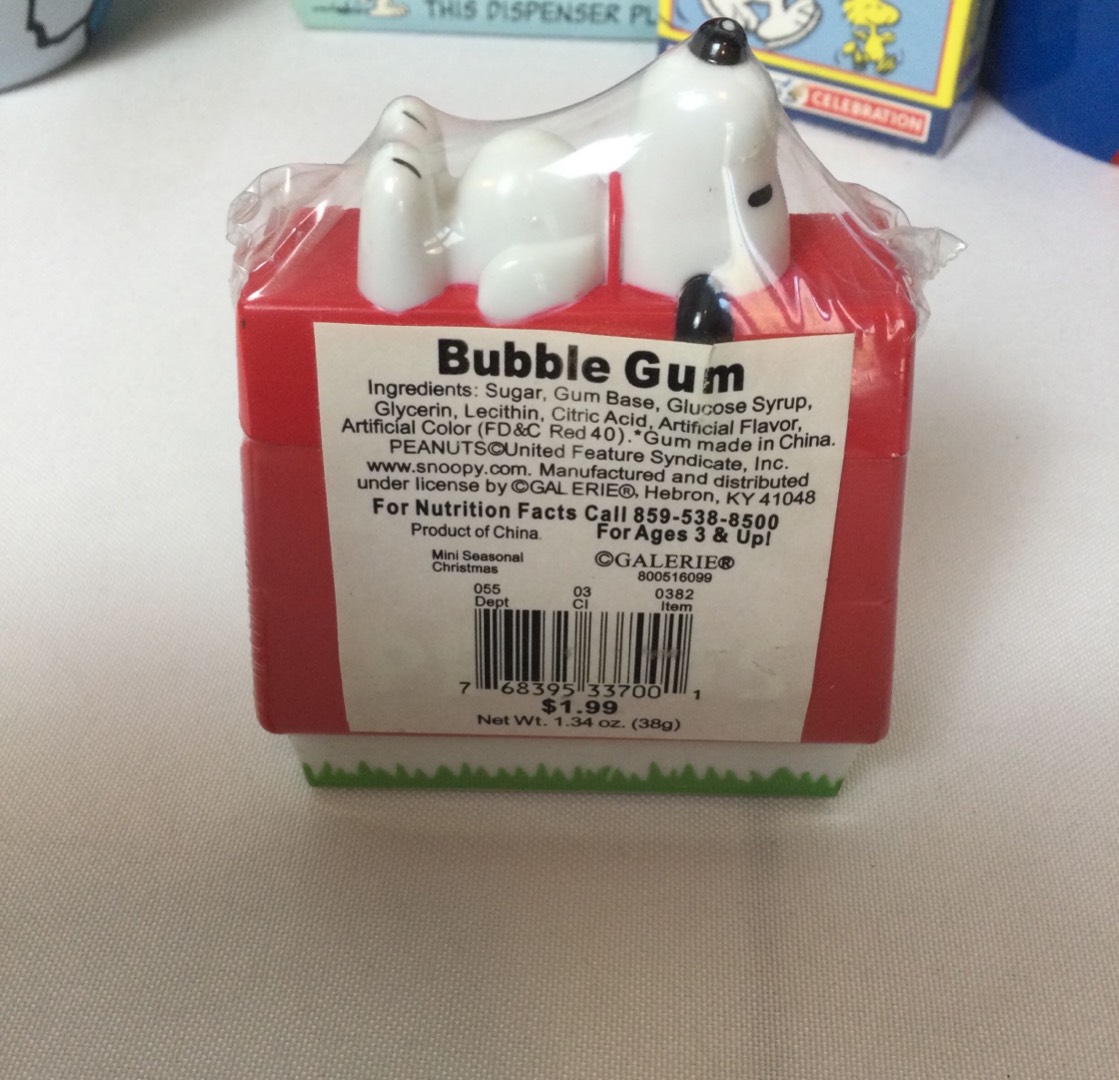 THIS DISPENSER PL
CELEBRATION
Bubble Gum
Ingredients: Sugar, Gum Base, Glucose Syrup,
Glycerin, Lecithin, Citric Acid, Artificial Flavor,
Artificial Color (FD&C Red 40).*Gum made in China.
PEANUTS©United Feature Syndicate, Inc.
www.snoopy.com. Manufactured and distributed
under license by ©GALERIE®, Hebron, KY 41048
For Nutrition Facts Call 859-538-8500
Product of China. For Ages 3 & Up!
Mini Seasonal ©GALERIE®
Christmas 800516099
055 03 0382
Dept Cl Item
7 68395 33700 1
$1.99
Net Wt. 1.34 oz. (38g)